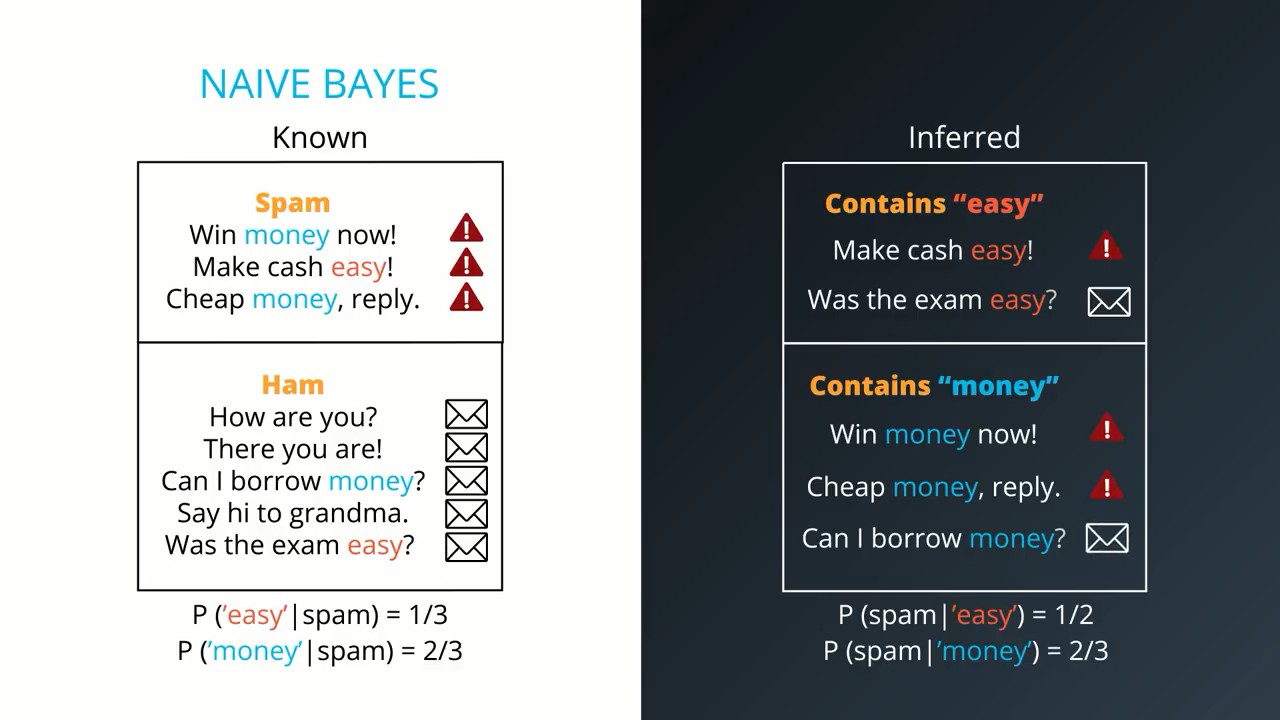 NAIVE BAYES
Known
Spam
Win money now!
Make cash easy!
Cheap money, reply.
Ham
How are you?
There you are!
Can I borrow money?
Say hi to grandma.
Was the exam easy?
P (’easy’|spam) = 1/3
P (’money’|spam) = 2/3
Inferred
Contains “easy”
Make cash easy!
Was the exam easy?
Contains “money”
Win money now!
Cheap money, reply.
Can I borrow money?
P (spam|’easy’) = 1/2
P (spam|’money’) = 2/3